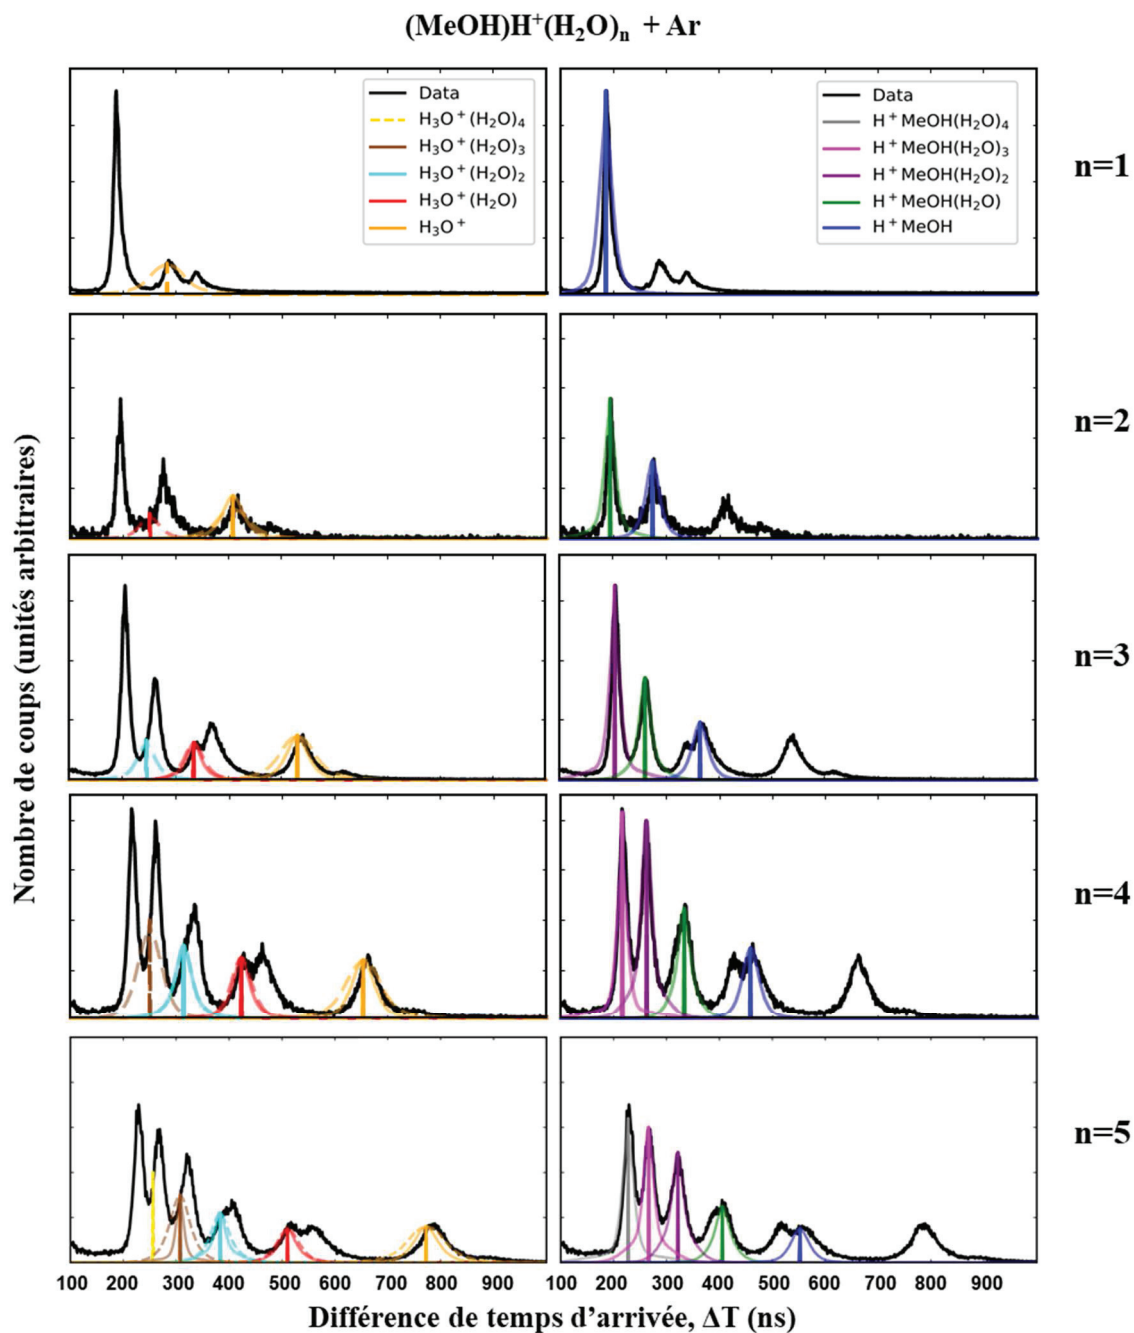 (MeOH)H⁺(H₂O)ₙ + Ar
Data
H₃O⁺(H₂O)₄
H₃O⁺(H₂O)₃
H₃O⁺(H₂O)₂
H₃O⁺(H₂O)
H₃O⁺
Data
H⁺MeOH(H₂O)₄
H⁺MeOH(H₂O)₃
H⁺MeOH(H₂O)₂
H⁺MeOH(H₂O)
H⁺MeOH
n=1
n=2
n=3
n=4
n=5
Nombre de coups (unités arbitraires)
100 200 300 400 500 600 700 800 900
100 200 300 400 500 600 700 800 900
Différence de temps d'arrivée, ΔT (ns)